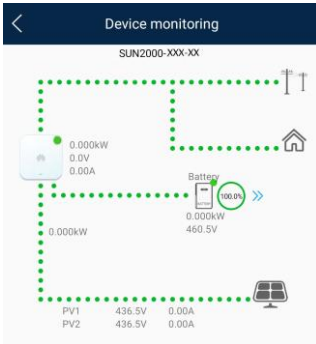 Device monitoring
SUN2000-XXX-XX
0.000kW
0.0V
0.00A
Battery
100.0%
0.000kW
460.5V
0.000kW
PV1 436.5V 0.00A
PV2 436.5V 0.00A